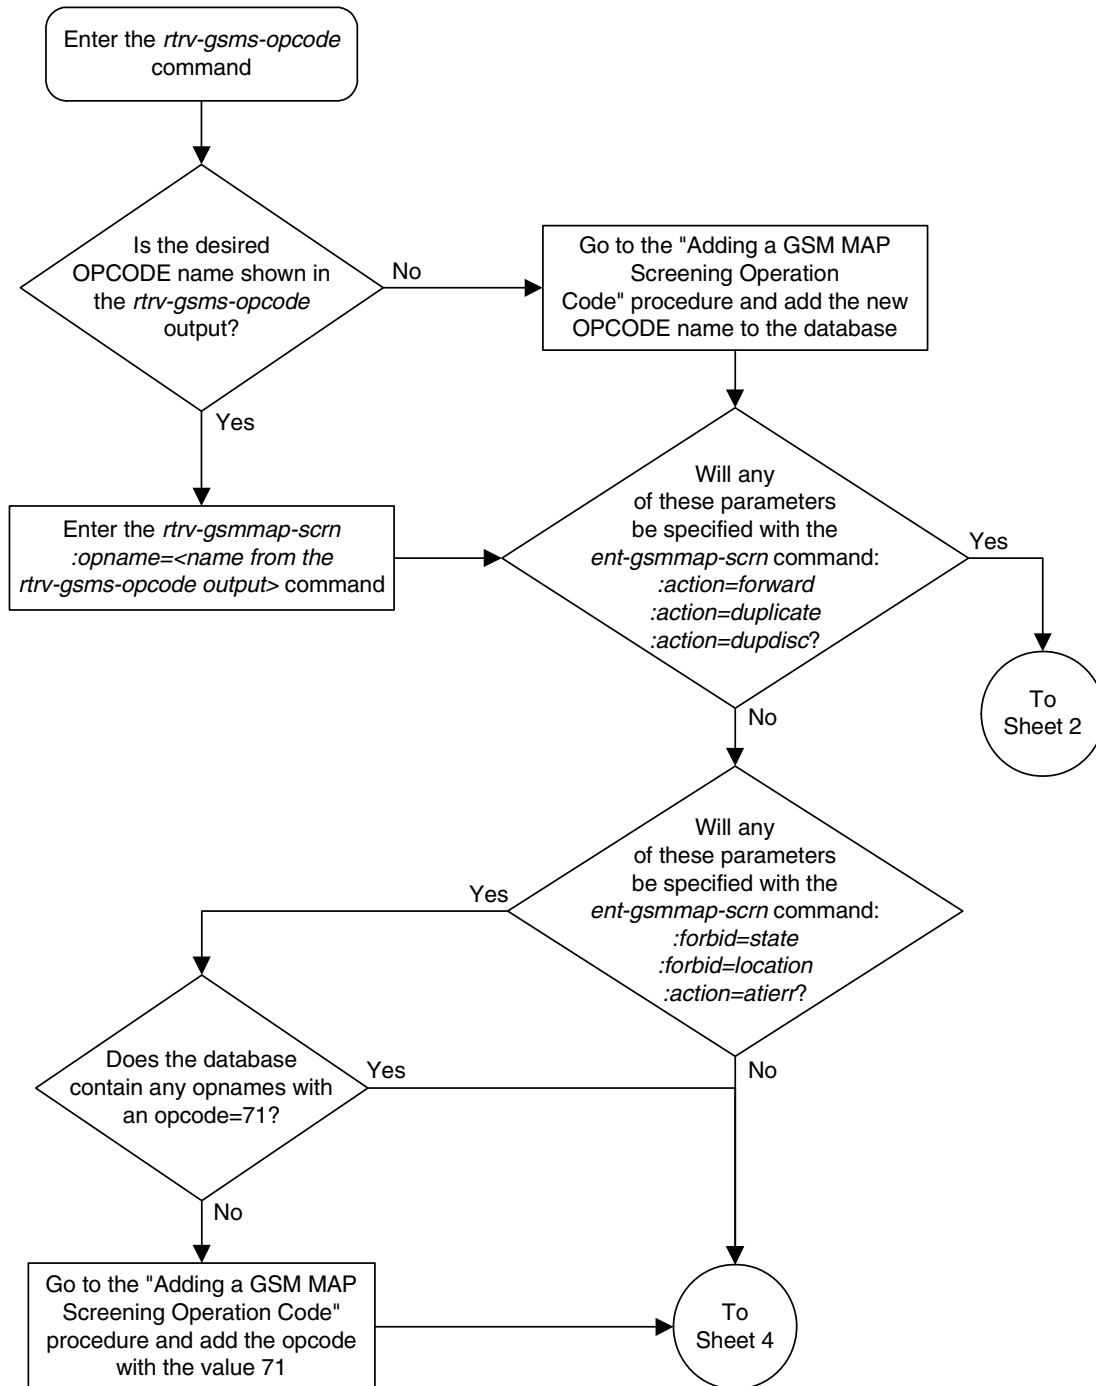 Enter the rtrv-gsms-opcode
command
Is the desired
OPCODE name shown in
the rtrv-gsms-opcode
output?
No
Go to the "Adding a GSM MAP
Screening Operation
Code" procedure and add the new
OPCODE name to the database
Yes
Enter the rtrv-gsmmap-scrn
:opname=<name from the
rtrv-gsms-opcode output> command
Will any
of these parameters
be specified with the
ent-gsmmap-scrn command:
:action=forward
:action=duplicate
:action=dupdisc?
Yes
To
Sheet 2
No
Will any
of these parameters
be specified with the
ent-gsmmap-scrn command:
:forbid=state
:forbid=location
:action=atierr?
Yes
No
Does the database
contain any opnames with
an opcode=71?
Yes
No
Go to the "Adding a GSM MAP
Screening Operation Code"
procedure and add the opcode
with the value 71
To
Sheet 4